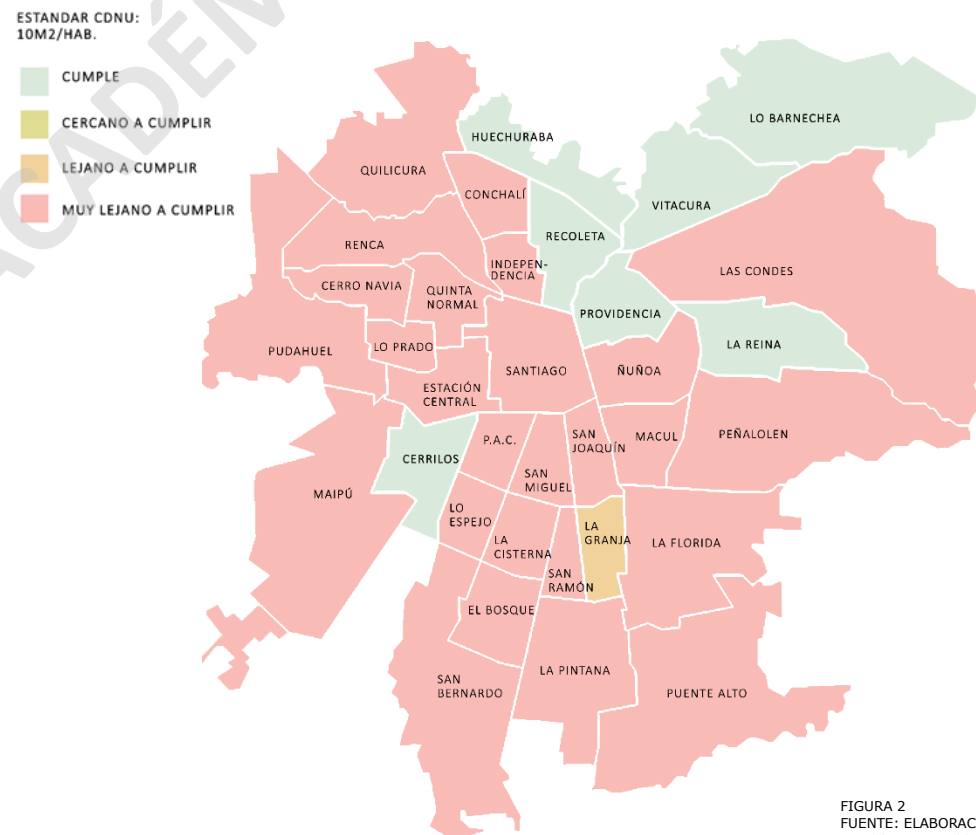 ESTANDAR CDNU:
10M2/HAB.
CUMPLE
CERCANO A CUMPLIR
LEJANO A CUMPLIR
MUY LEJANO A CUMPLIR
ACADÉM
LO BARNECHEA
HUECHURABA
QUILICURA
CONCHALÍ
VITACURA
RECOLETA
RENCA
INDEPEN-
DENCIA
LAS CONDES
CERRO NAVIA
QUINTA
NORMAL
PROVIDENCIA
LA REINA
PUDAHUEL
LO PRADO
SANTIAGO
ÑUÑOA
ESTACIÓN
CENTRAL
P.A.C.
SAN
JOAQUÍN
MACUL
PEÑALOLEN
CERRILOS
SAN
MIGUEL
MAIPÚ
LO
ESPEJO
LA
CISTERNA
LA
GRANJA
LA FLORIDA
SAN
RAMÓN
EL BOSQUE
LA PINTANA
SAN
BERNARDO
PUENTE ALTO
FIGURA 2
FUENTE: ELABORAC